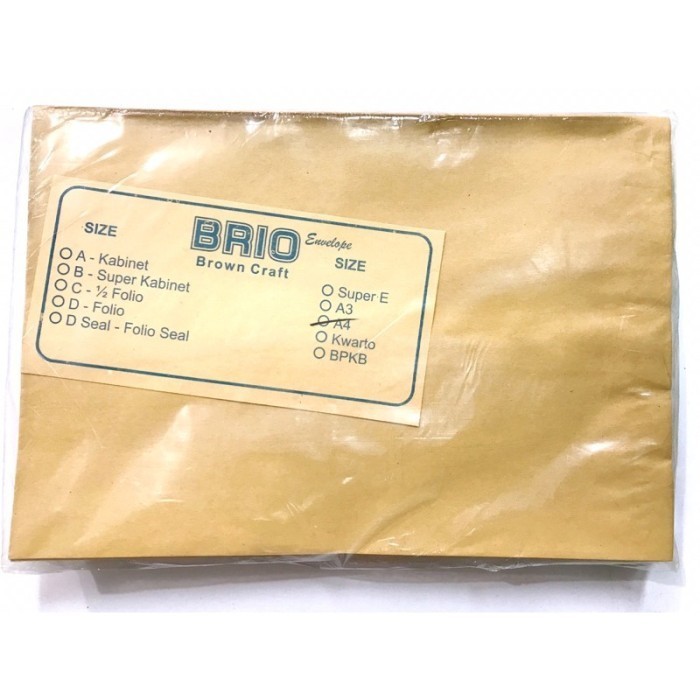 SIZE
BRIO Envelope
Brown Craft
SIZE
A - Kabinet
B - Super Kabinet
C - ½ Folio
D - Folio
D Seal - Folio Seal
Super E
A3
A4
Kwarto
BPKB